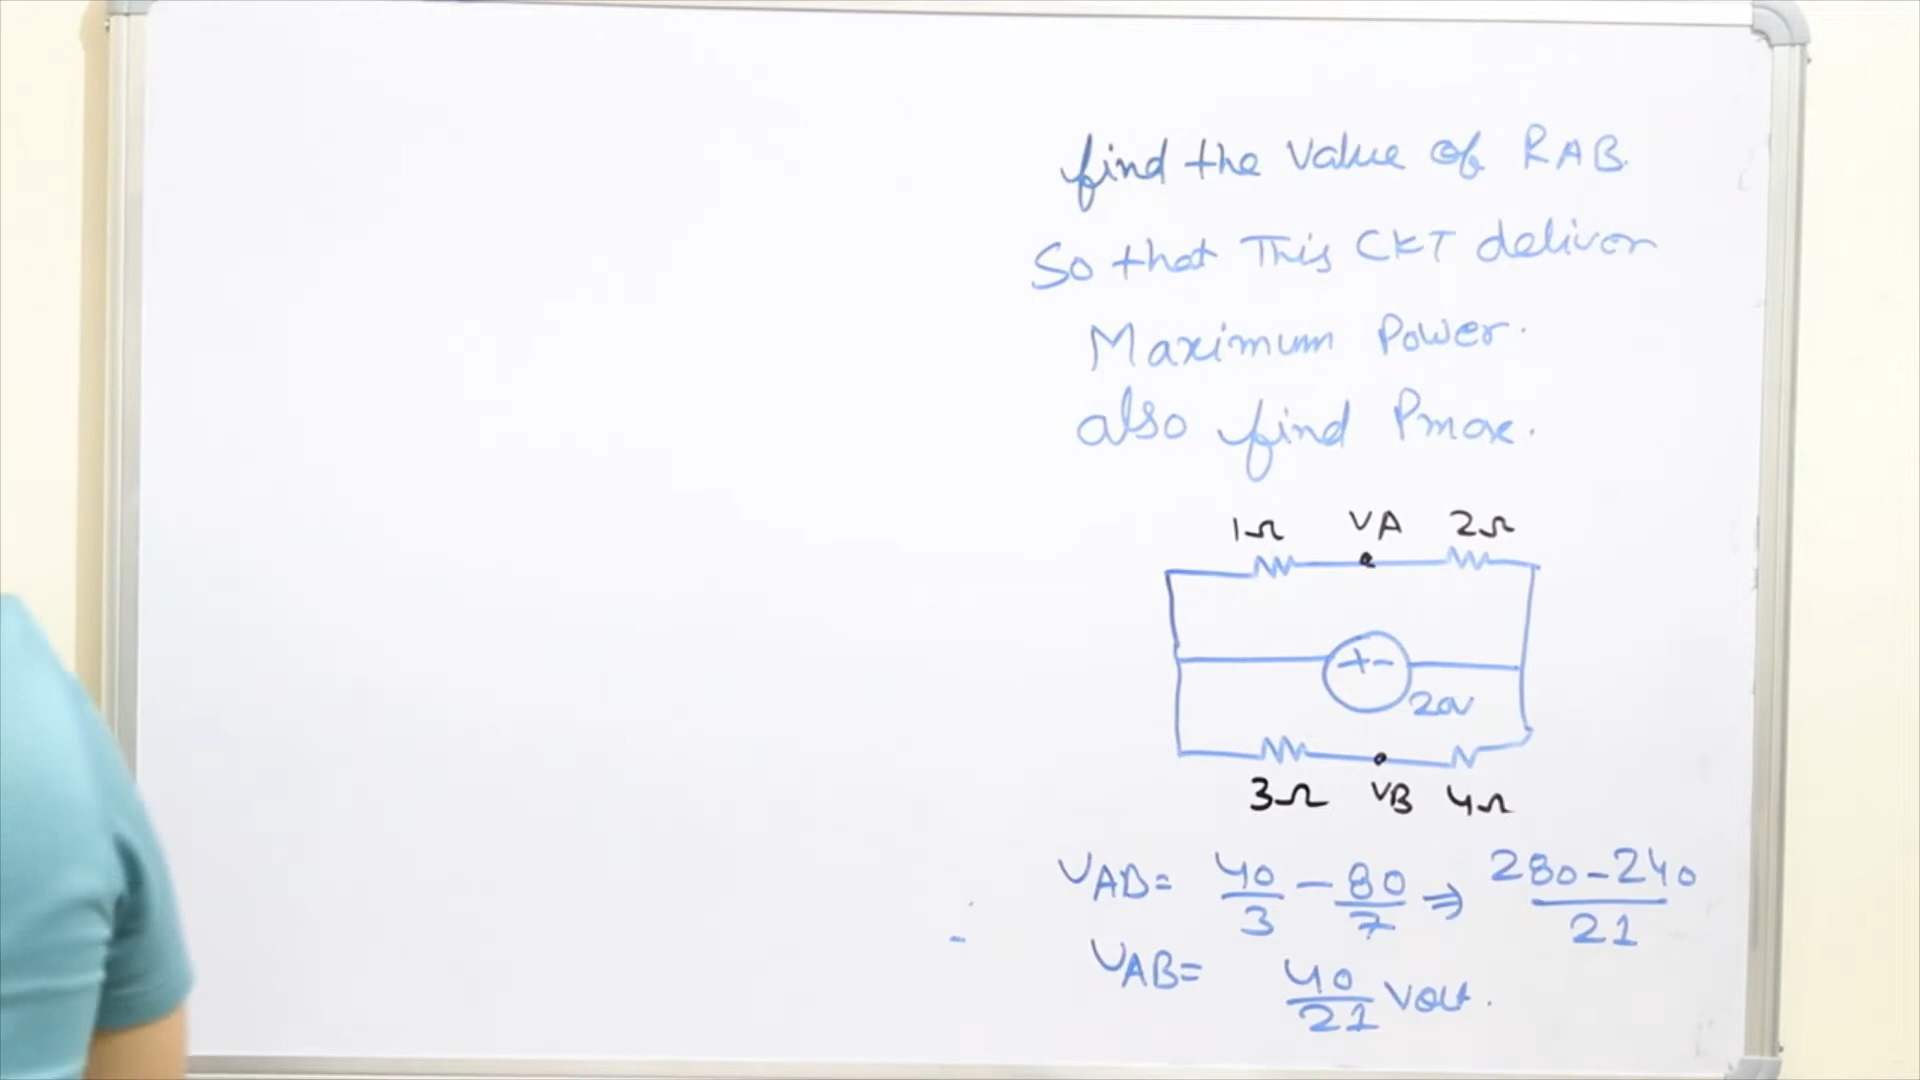 find the value of RAB.
So that This CKT deliver
Maximum Power.
also find Pmax.
1Ω VA 2Ω
+ -
20V
3Ω VB 4Ω
VAB= 40/3 - 80/7 ⇒ 280-240/21
VAB= 40/21 Volt.